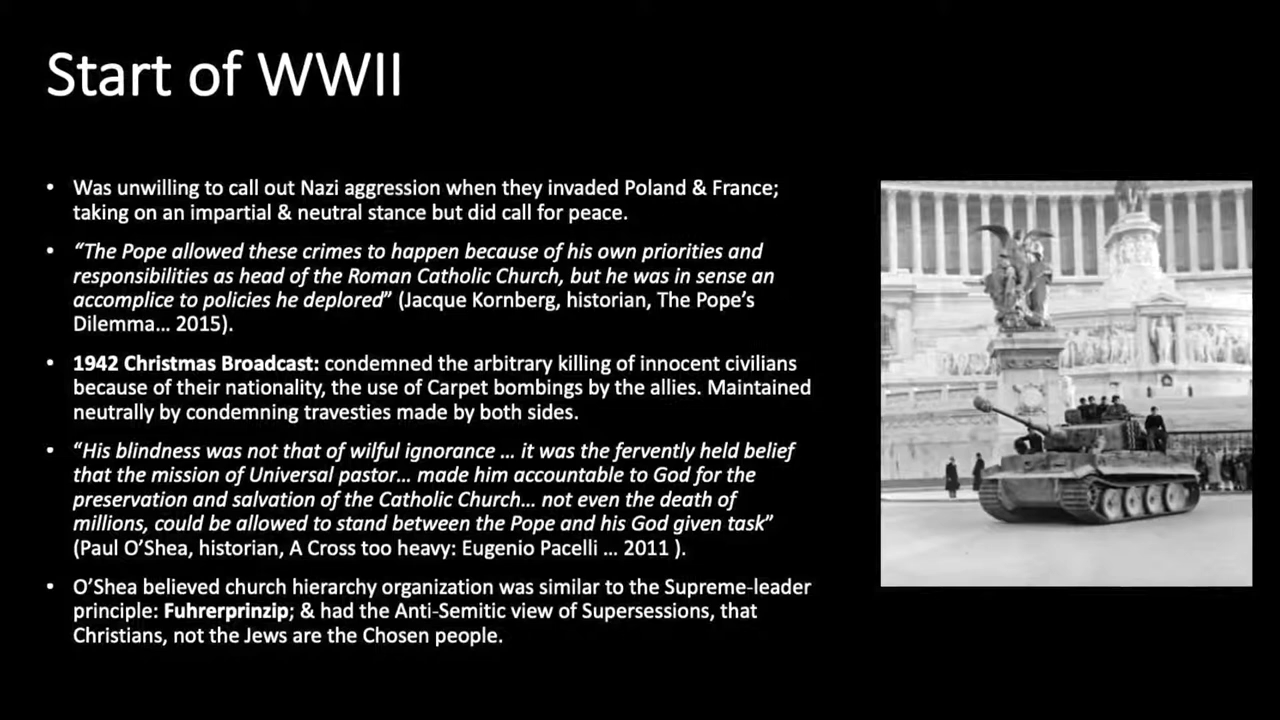 Start of WWII
• Was unwilling to call out Nazi aggression when they invaded Poland & France;
taking on an impartial & neutral stance but did call for peace.
• “The Pope allowed these crimes to happen because of his own priorities and
responsibilities as head of the Roman Catholic Church, but he was in sense an
accomplice to policies he deplored” (Jacque Kornberg, historian, The Pope’s
Dilemma… 2015).
• 1942 Christmas Broadcast: condemned the arbitrary killing of innocent civilians
because of their nationality, the use of Carpet bombings by the allies. Maintained
neutrally by condemning travesties made by both sides.
• “His blindness was not that of wilful ignorance … it was the fervently held belief
that the mission of Universal pastor… made him accountable to God for the
preservation and salvation of the Catholic Church… not even the death of
millions, could be allowed to stand between the Pope and his God given task”
(Paul O’Shea, historian, A Cross too heavy: Eugenio Pacelli … 2011 ).
• O’Shea believed church hierarchy organization was similar to the Supreme-leader
principle: Fuhrerprinzip; & had the Anti-Semitic view of Supersessions, that
Christians, not the Jews are the Chosen people.